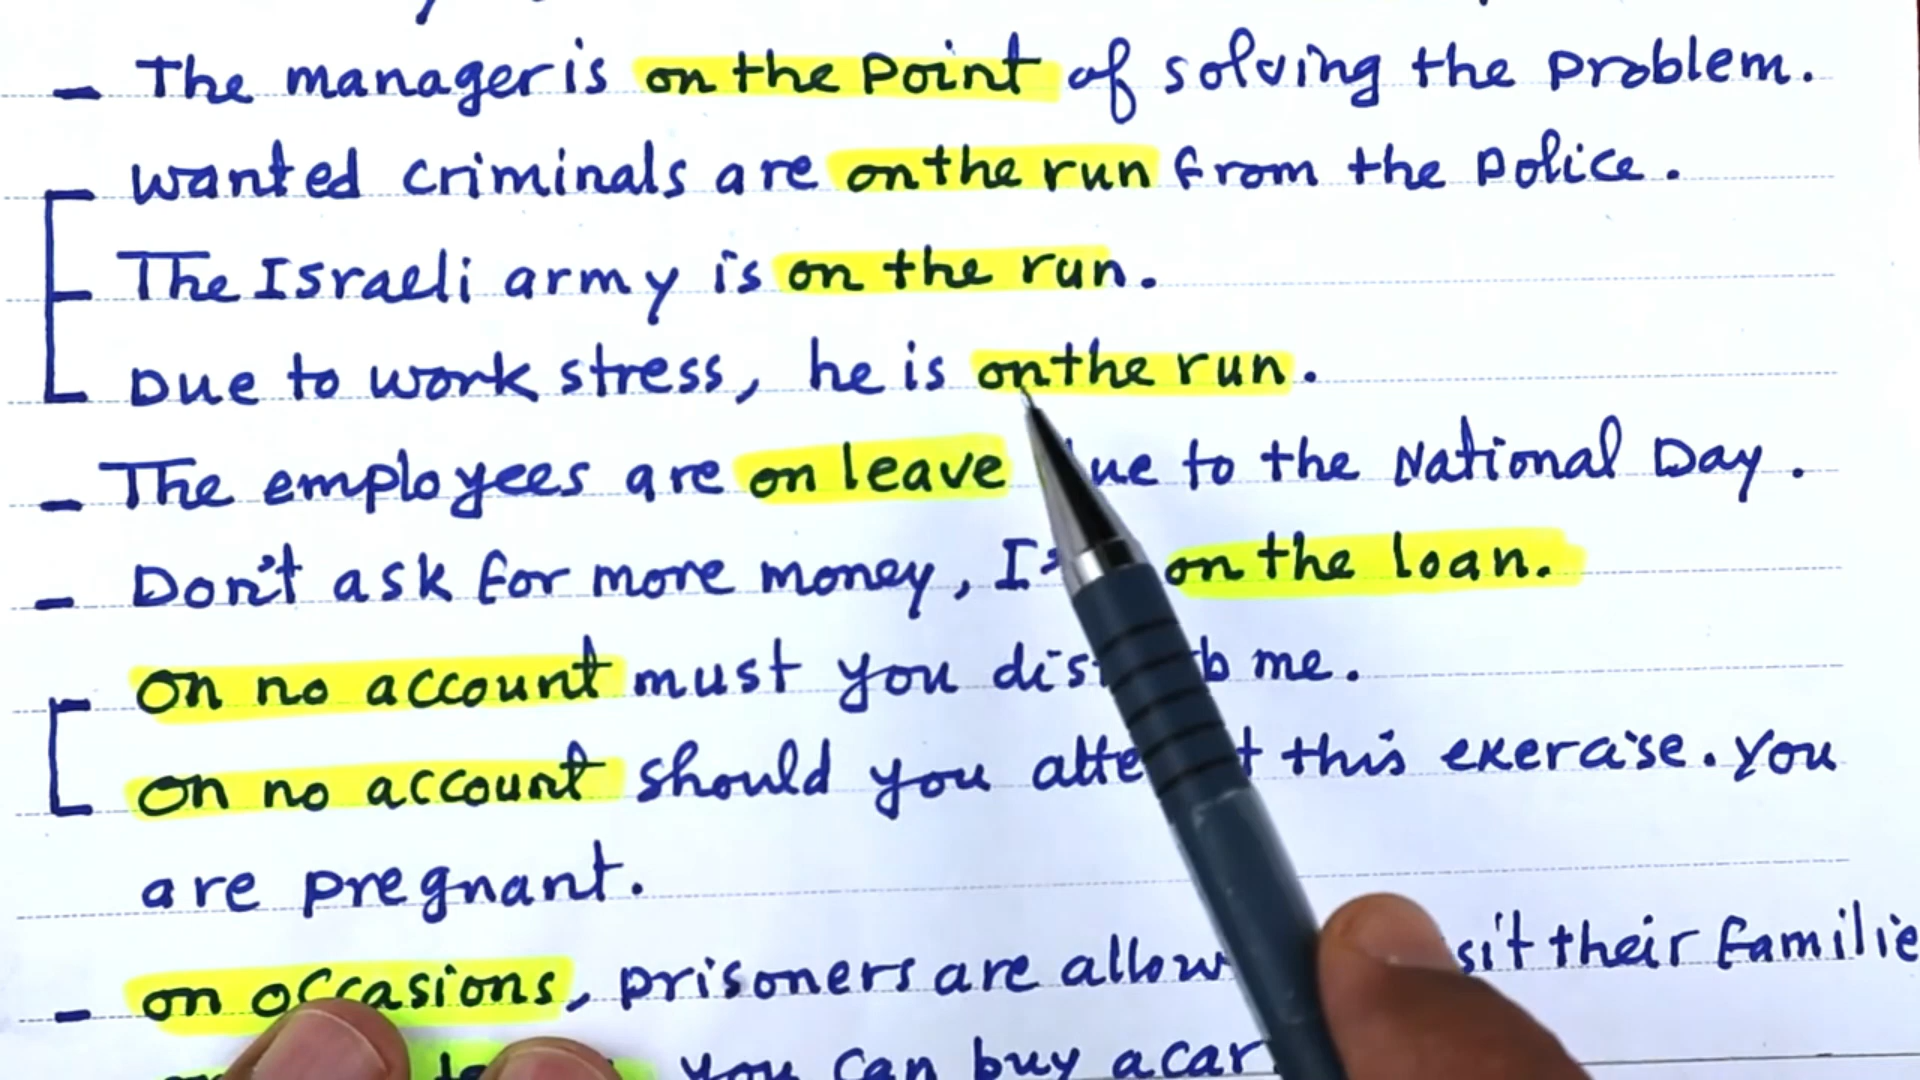 - The manager is on the point of solving the problem.
wanted criminals are on the run from the police.
The Israeli army is on the run.
Due to work stress, he is on the run.
- The employees are on leave due to the National Day.
- Don't ask for more money, I on the loan.
on no account must you disturb me.
on no account should you this exercise. You
are pregnant.
- on occasions, prisoners are their familie
you can buy a car